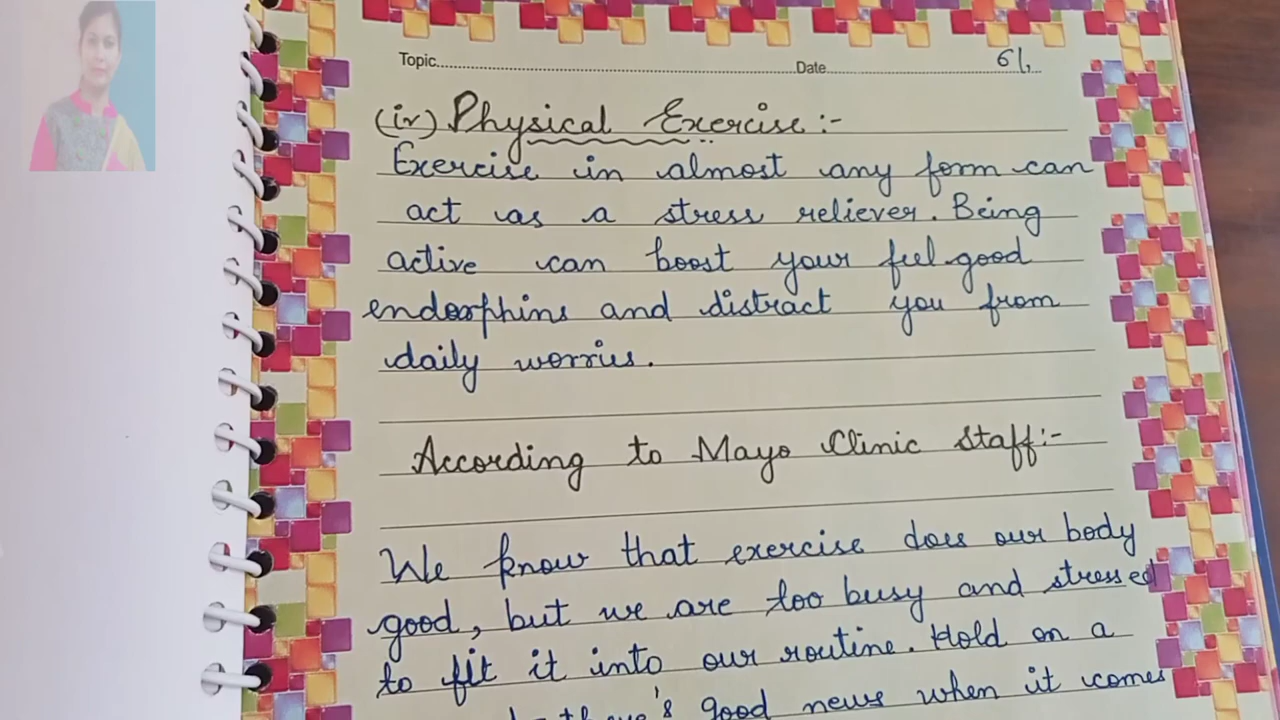 Topic
Date
6/,
(iv) Physical Exercise:-
Exercise in almost any form can
act as a stress reliever. Being
active can boost your feel-good
endorphins and distract you from
daily worries.
According to Mayo Clinic Staff:-
We know that exercise does our body
good, but we are too busy and stressed
to fit it into our routine. Hold on a
there's good news when it comes